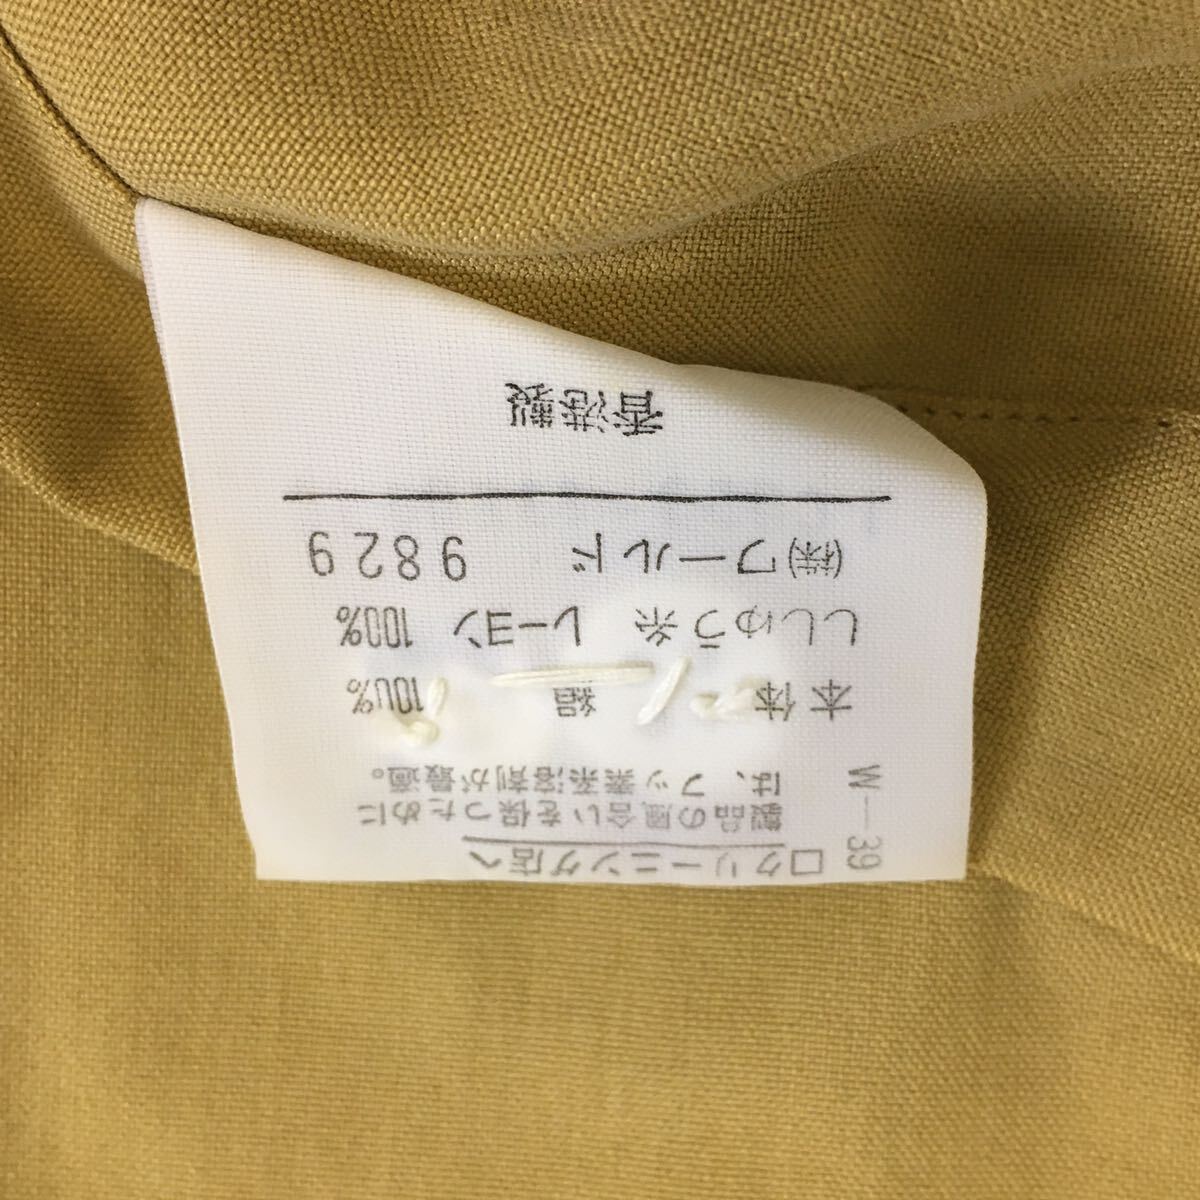 W—39
□クリーニング店へ
製品の風合いを保つために
は、フッ素系溶剤が最適。
本体 絹 100%
ししゅう糸 レーヨン 100%
㈱ワールド 9829
香港製